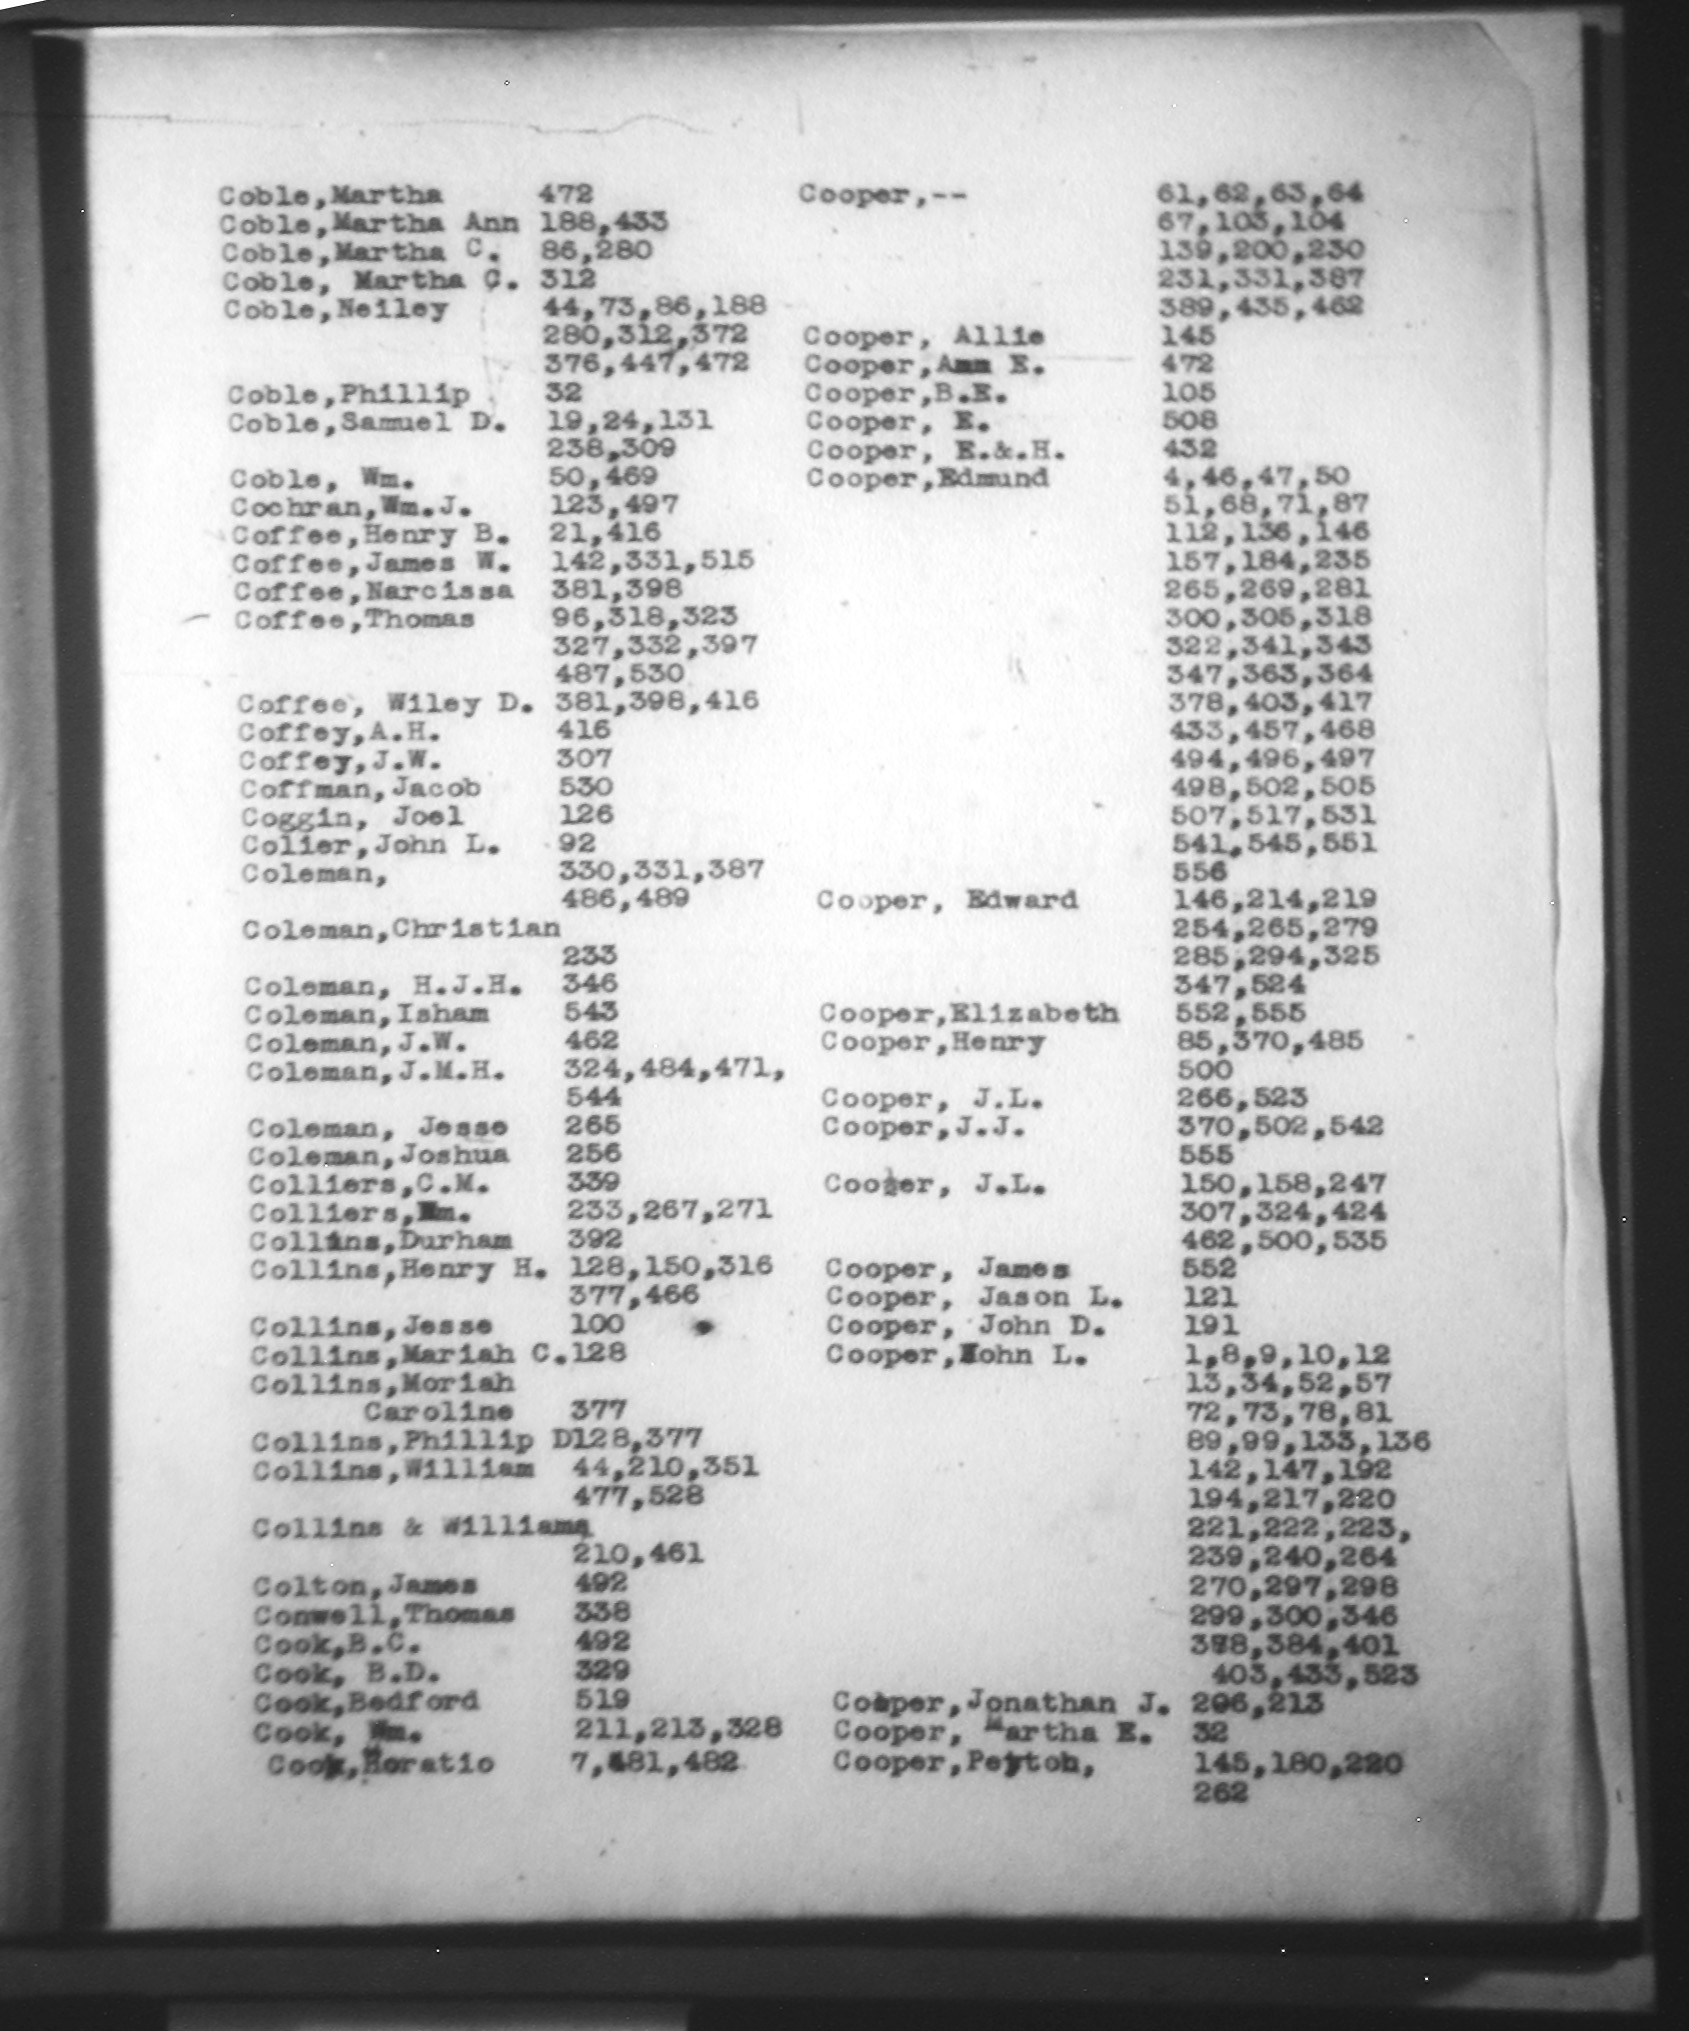 Coble,Martha 472
Coble,Martha Ann 188,433
Coble,Martha C. 86,280
Coble, Martha C. 312
Coble,Neiley 44,73,86,188
280,312,372
376,447,472
Coble,Phillip 32
Coble,Samuel D. 19,24,131
238,309
Coble, Wm. 50,469
Cochran,Wm.J. 123,497
Coffee,Henry B. 21,416
Coffee,James W. 142,331,515
Coffee,Narcissa 381,398
Coffee,Thomas 96,318,323
327,332,397
487,530
Coffee, Wiley D. 381,398,416
Coffey,A.H. 416
Coffey,J.W. 307
Coffman,Jacob 530
Coggin, Joel 126
Colier,John L. 92
Coleman, 330,331,387
486,489
Coleman,Christian
233
Coleman, H.J.H. 346
Coleman,Isham 543
Coleman,J.W. 462
Coleman,J.M.H. 324,484,471,
544
Coleman, Jesse 265
Coleman,Joshua 256
Colliers,C.M. 339
Colliers,Wm. 233,267,271
Collins,Durham 392
Collins,Henry H. 128,150,316
377,466
Collins,Jesse 100
Collins,Mariah C.128
Collins,Moriah
Caroline 377
Collins,Phillip D128,377
Collins,William 44,210,351
477,528
Collins & Williams
210,461
Colton,James 492
Conwell,Thomas 338
Cook,B.C. 492
Cook, B.D. 329
Cook,Bedford 519
Cook, Wm. 211,213,328
Cook,Horatio 7,481,482
Cooper,-- 61,62,63,64
67,103,104
139,200,230
231,331,387
389,435,462
Cooper, Allie 145
Cooper,Ann E. 472
Cooper,B.E. 105
Cooper, E. 508
Cooper, E.&.H. 432
Cooper,Edmund 4,46,47,50
51,68,71,87
112,136,146
157,184,235
265,269,281
300,305,318
322,341,343
347,363,364
378,403,417
433,457,468
494,496,497
498,502,505
507,517,531
541,545,551
556
Cooper, Edward 146,214,219
254,265,279
285,294,325
347,524
Cooper,Elizabeth 552,555
Cooper,Henry 85,370,485
500
Cooper, J.L. 266,523
Cooper,J.J. 370,502,542
555
Cooper, J.L. 150,158,247
307,324,424
462,500,535
Cooper, James 552
Cooper, Jason L. 121
Cooper, John D. 191
Cooper,John L. 1,8,9,10,12
13,34,52,57
72,73,78,81
89,99,133,136
142,147,192
194,217,220
221,222,223,
239,240,264
270,297,298
299,300,346
384,401
403,433,523
Cooper,Jonathan J. 213
Cooper, Martha E. 32
Cooper,Peyton, 145,180,220
262